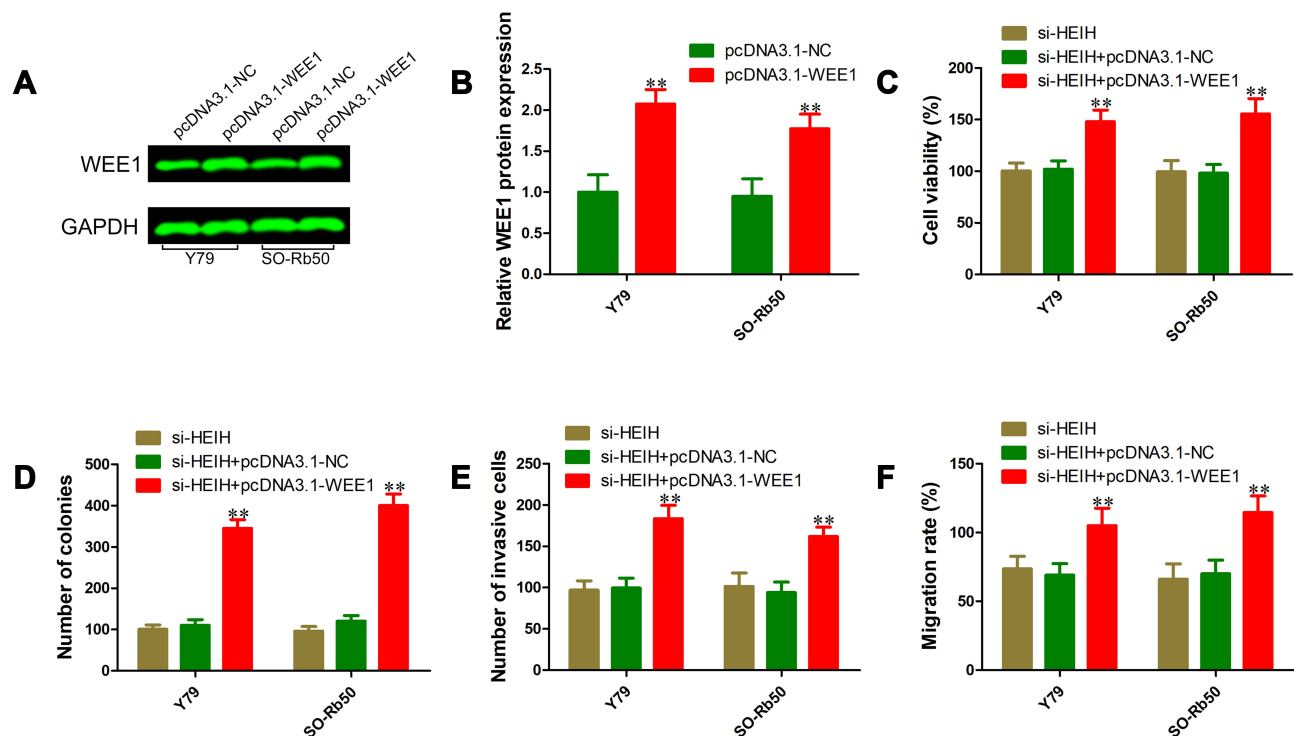 A
pcDNA3.1-NC
pcDNA3.1-WEE1
pcDNA3.1-NC
pcDNA3.1-WEE1
WEE1
GAPDH
Y79
SO-Rb50
B
pcDNA3.1-NC
pcDNA3.1-WEE1
Relative WEE1 protein expression
2.5
2.0
1.5
1.0
0.5
0.0
**
**
Y79
SO-Rb50
C
si-HEIH
si-HEIH+pcDNA3.1-NC
si-HEIH+pcDNA3.1-WEE1
Cell viability (%)
200
150
100
50
0
**
**
Y79
SO-Rb50
D
si-HEIH
si-HEIH+pcDNA3.1-NC
si-HEIH+pcDNA3.1-WEE1
Number of colonies
500
400
300
200
100
0
**
**
Y79
SO-Rb50
E
si-HEIH
si-HEIH+pcDNA3.1-NC
si-HEIH+pcDNA3.1-WEE1
Number of invasive cells
250
200
150
100
50
0
**
**
Y79
SO-Rb50
F
si-HEIH
si-HEIH+pcDNA3.1-NC
si-HEIH+pcDNA3.1-WEE1
Migration rate (%)
150
100
50
0
**
**
Y79
SO-Rb50